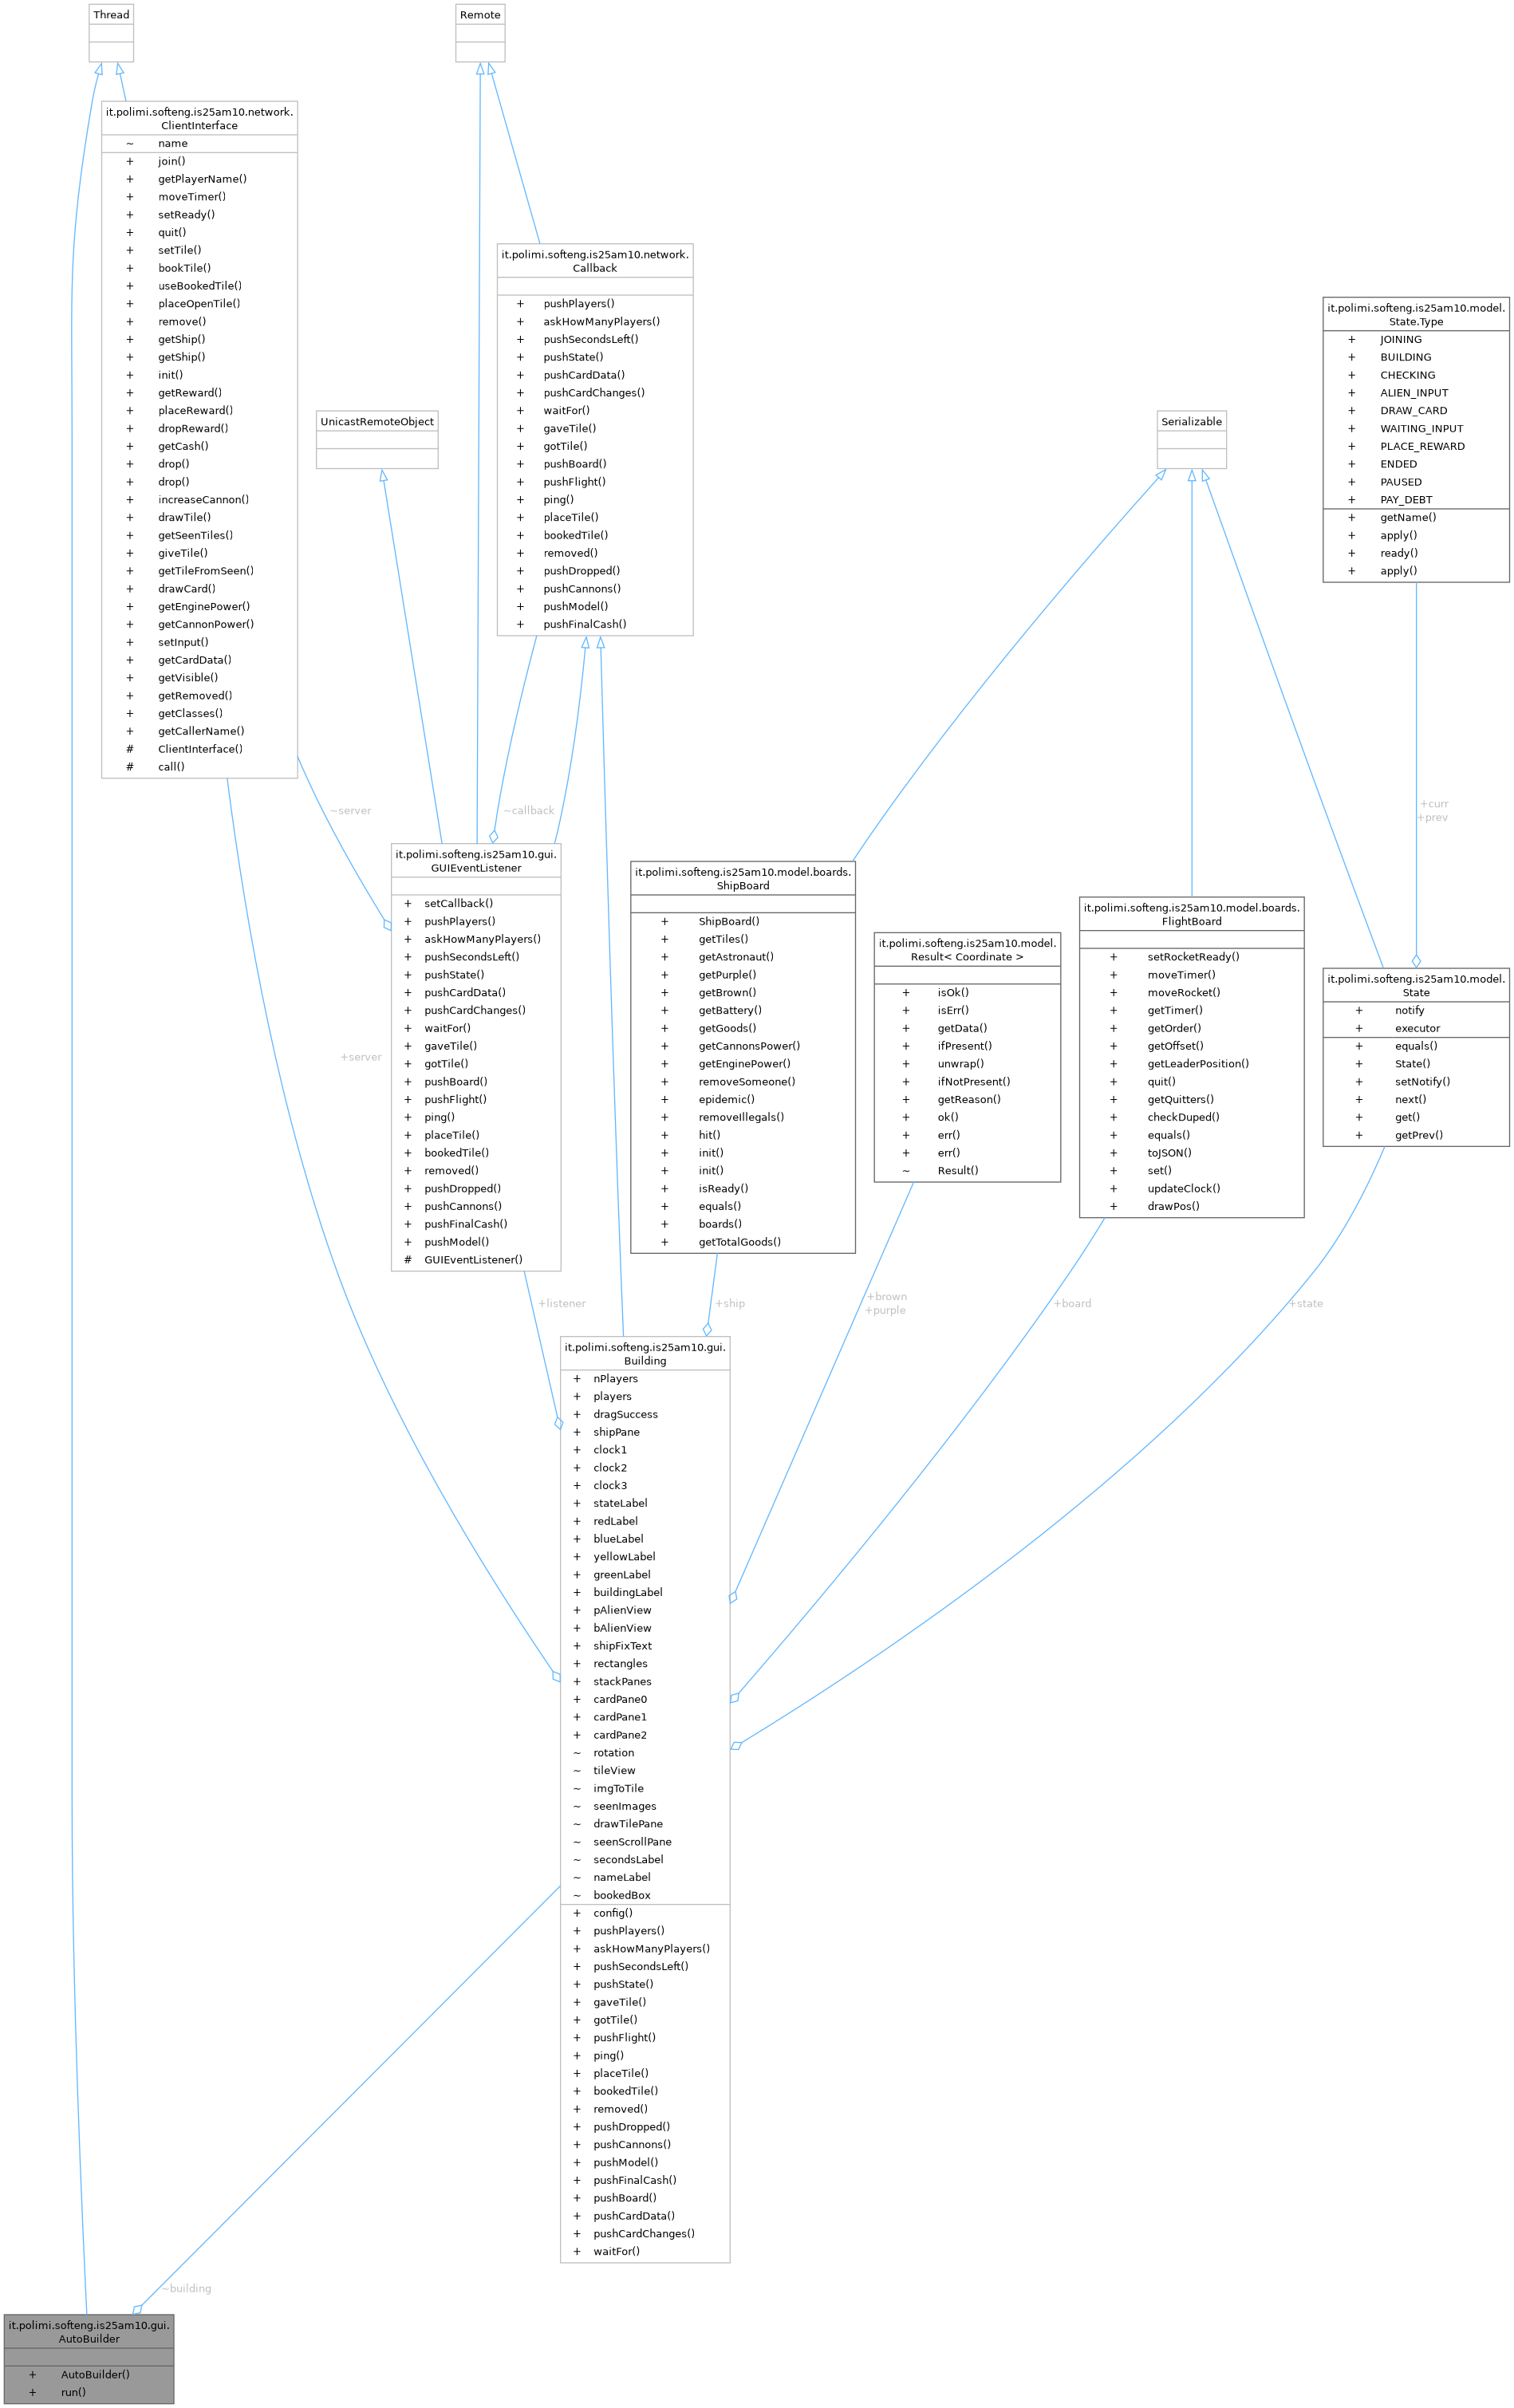 Thread
Remote
it.polimi.softeng.is25am10.network.
ClientInterface
~ name
+ join()
+ getPlayerName()
+ moveTimer()
+ setReady()
+ quit()
+ setTile()
+ bookTile()
+ useBookedTile()
+ placeOpenTile()
+ remove()
+ getShip()
+ getShip()
+ init()
+ getReward()
+ placeReward()
+ dropReward()
+ getCash()
+ drop()
+ drop()
+ increaseCannon()
+ drawTile()
+ getSeenTiles()
+ giveTile()
+ getTileFromSeen()
+ drawCard()
+ getEnginePower()
+ getCannonPower()
+ setInput()
+ getCardData()
+ getVisible()
+ getRemoved()
+ getClasses()
+ getCallerName()
# ClientInterface()
# call()
it.polimi.softeng.is25am10.network.
Callback
+ pushPlayers()
+ askHowManyPlayers()
+ pushSecondsLeft()
+ pushState()
+ pushCardData()
+ pushCardChanges()
+ waitFor()
+ gaveTile()
+ gotTile()
+ pushBoard()
+ pushFlight()
+ ping()
+ placeTile()
+ bookedTile()
+ removed()
+ pushDropped()
+ pushCannons()
+ pushModel()
+ pushFinalCash()
it.polimi.softeng.is25am10.model.
State.Type
+ JOINING
+ BUILDING
+ CHECKING
+ ALIEN_INPUT
+ DRAW_CARD
+ WAITING_INPUT
+ PLACE_REWARD
+ ENDED
+ PAUSED
+ PAY_DEBT
+ getName()
+ apply()
+ ready()
+ apply()
UnicastRemoteObject
Serializable
~server
~callback
+curr
+prev
it.polimi.softeng.is25am10.gui.
GUIEventListener
+ setCallback()
+ pushPlayers()
+ askHowManyPlayers()
+ pushSecondsLeft()
+ pushState()
+ pushCardData()
+ pushCardChanges()
+ waitFor()
+ gaveTile()
+ gotTile()
+ pushBoard()
+ pushFlight()
+ ping()
+ placeTile()
+ bookedTile()
+ removed()
+ pushDropped()
+ pushCannons()
+ pushFinalCash()
+ pushModel()
# GUIEventListener()
it.polimi.softeng.is25am10.model.boards.
ShipBoard
+ ShipBoard()
+ getTiles()
+ getAstronaut()
+ getPurple()
+ getBrown()
+ getBattery()
+ getGoods()
+ getCannonsPower()
+ getEnginePower()
+ removeSomeone()
+ epidemic()
+ removeIllegals()
+ hit()
+ init()
+ init()
+ isReady()
+ equals()
+ boards()
+ getTotalGoods()
it.polimi.softeng.is25am10.model.
Result< Coordinate >
+ isOk()
+ isErr()
+ getData()
+ ifPresent()
+ unwrap()
+ ifNotPresent()
+ getReason()
+ ok()
+ err()
+ err()
~ Result()
it.polimi.softeng.is25am10.model.boards.
FlightBoard
+ setRocketReady()
+ moveTimer()
+ moveRocket()
+ getTimer()
+ getOrder()
+ getOffset()
+ getLeaderPosition()
+ quit()
+ getQuitters()
+ checkDuped()
+ equals()
+ toJSON()
+ set()
+ updateClock()
+ drawPos()
it.polimi.softeng.is25am10.model.
State
+ notify
+ executor
+ equals()
+ State()
+ setNotify()
+ next()
+ get()
+ getPrev()
+server
+listener
+ship
+brown
+purple
+board
+state
it.polimi.softeng.is25am10.gui.
Building
+ nPlayers
+ players
+ dragSuccess
+ shipPane
+ clock1
+ clock2
+ clock3
+ stateLabel
+ redLabel
+ blueLabel
+ yellowLabel
+ greenLabel
+ buildingLabel
+ pAlienView
+ bAlienView
+ shipFixText
+ rectangles
+ stackPanes
+ cardPane0
+ cardPane1
+ cardPane2
~ rotation
~ tileView
~ imgToTile
~ seenImages
~ drawTilePane
~ seenScrollPane
~ secondsLabel
~ nameLabel
~ bookedBox
+ config()
+ pushPlayers()
+ askHowManyPlayers()
+ pushSecondsLeft()
+ pushState()
+ gaveTile()
+ gotTile()
+ pushFlight()
+ ping()
+ placeTile()
+ bookedTile()
+ removed()
+ pushDropped()
+ pushCannons()
+ pushModel()
+ pushFinalCash()
+ pushBoard()
+ pushCardData()
+ pushCardChanges()
+ waitFor()
~building
it.polimi.softeng.is25am10.gui.
AutoBuilder
+ AutoBuilder()
+ run()